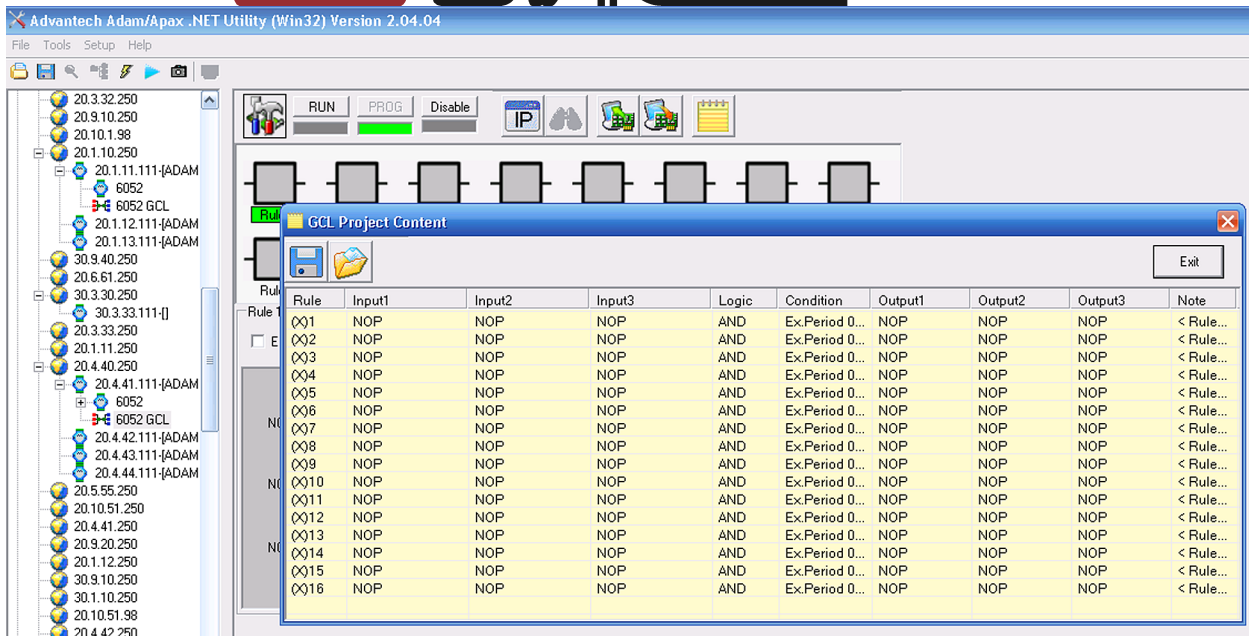 Advantech Adam/Apax .NET Utility (Win32) Version 2.04.04
File Tools Setup Help
20.3.32.250
20.9.10.250
20.10.1.98
20.1.10.250
20.1.11.111-[ADAM
6052
6052 GCL
20.1.12.111-[ADAM
20.1.13.111-[ADAM
30.9.40.250
20.6.61.250
30.3.30.250
30.3.33.111-[]
20.3.33.250
20.1.11.250
20.4.40.250
20.4.41.111-[ADAM
6052
6052 GCL
20.4.42.111-[ADAM
20.4.43.111-[ADAM
20.4.44.111-[ADAM
20.5.55.250
20.10.51.250
20.4.41.250
20.9.20.250
20.1.12.250
30.9.10.250
30.1.10.250
20.10.51.98
20.4.42.250
RUN PROG Disable IP
Rul
Rul
Rule 1
E
NO
NO
NO
GCL Project Content
Exit
Rule Input1 Input2 Input3 Logic Condition Output1 Output2 Output3 Note
(X)1 NOP NOP NOP AND Ex.Period 0... NOP NOP NOP < Rule...
(X)2 NOP NOP NOP AND Ex.Period 0... NOP NOP NOP < Rule...
(X)3 NOP NOP NOP AND Ex.Period 0... NOP NOP NOP < Rule...
(X)4 NOP NOP NOP AND Ex.Period 0... NOP NOP NOP < Rule...
(X)5 NOP NOP NOP AND Ex.Period 0... NOP NOP NOP < Rule...
(X)6 NOP NOP NOP AND Ex.Period 0... NOP NOP NOP < Rule...
(X)7 NOP NOP NOP AND Ex.Period 0... NOP NOP NOP < Rule...
(X)8 NOP NOP NOP AND Ex.Period 0... NOP NOP NOP < Rule...
(X)9 NOP NOP NOP AND Ex.Period 0... NOP NOP NOP < Rule...
(X)10 NOP NOP NOP AND Ex.Period 0... NOP NOP NOP < Rule...
(X)11 NOP NOP NOP AND Ex.Period 0... NOP NOP NOP < Rule...
(X)12 NOP NOP NOP AND Ex.Period 0... NOP NOP NOP < Rule...
(X)13 NOP NOP NOP AND Ex.Period 0... NOP NOP NOP < Rule...
(X)14 NOP NOP NOP AND Ex.Period 0... NOP NOP NOP < Rule...
(X)15 NOP NOP NOP AND Ex.Period 0... NOP NOP NOP < Rule...
(X)16 NOP NOP NOP AND Ex.Period 0... NOP NOP NOP < Rule...